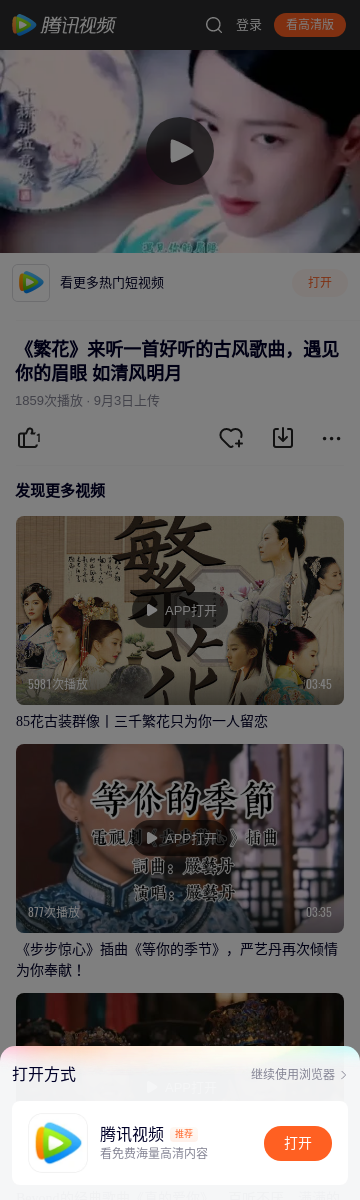 腾讯视频
登录
看高清版
叶赫那拉意欢
看更多热门短视频
打开
《繁花》来听一首好听的古风歌曲，遇见
你的眉眼 如清风明月
1859次播放 · 9月3日上传
1
发现更多视频
繁花
APP打开
5981次播放
03:45
85花古装群像丨三千繁花只为你一人留恋
等你的季節
APP打开
詞曲：嚴藝丹
演唱：嚴藝丹
877次播放
03:35
《步步惊心》插曲《等你的季节》，严艺丹再次倾情
为你奉献！
打开方式
继续使用浏览器
腾讯视频
推荐
看免费海量高清内容
打开